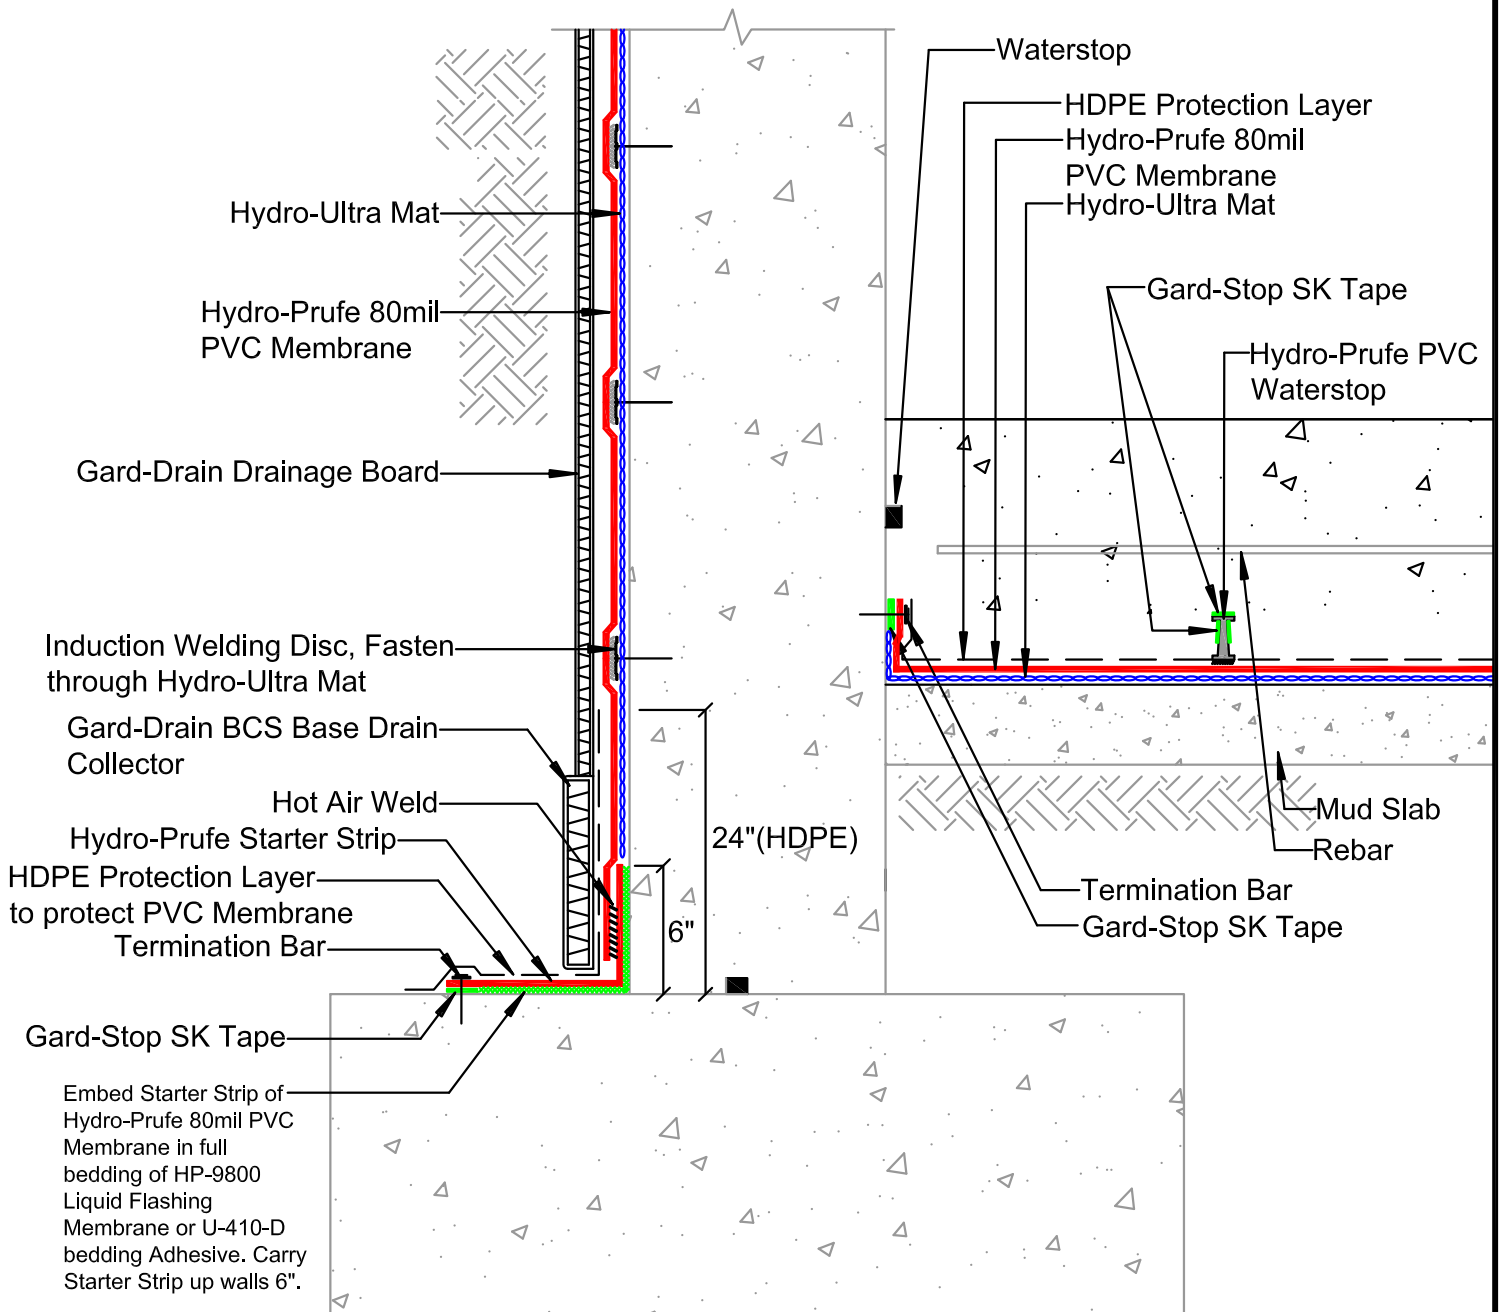 Waterstop
HDPE Protection Layer
Hydro-Prufe 80mil
PVC Membrane
Hydro-Ultra Mat
Hydro-Ultra Mat
Gard-Stop SK Tape
Hydro-Prufe 80mil
PVC Membrane
Hydro-Prufe PVC
Waterstop
Gard-Drain Drainage Board
Induction Welding Disc, Fasten
through Hydro-Ultra Mat
Gard-Drain BCS Base Drain
Collector
Hot Air Weld
Mud Slab
Hydro-Prufe Starter Strip
24"(HDPE)
Rebar
HDPE Protection Layer
to protect PVC Membrane
Termination Bar
6"
Gard-Stop SK Tape
Termination Bar
Gard-Stop SK Tape
Embed Starter Strip of
Hydro-Prufe 80mil PVC
Membrane in full
bedding of HP-9800
Liquid Flashing
Membrane or U-410-D
bedding Adhesive. Carry
Starter Strip up walls 6".